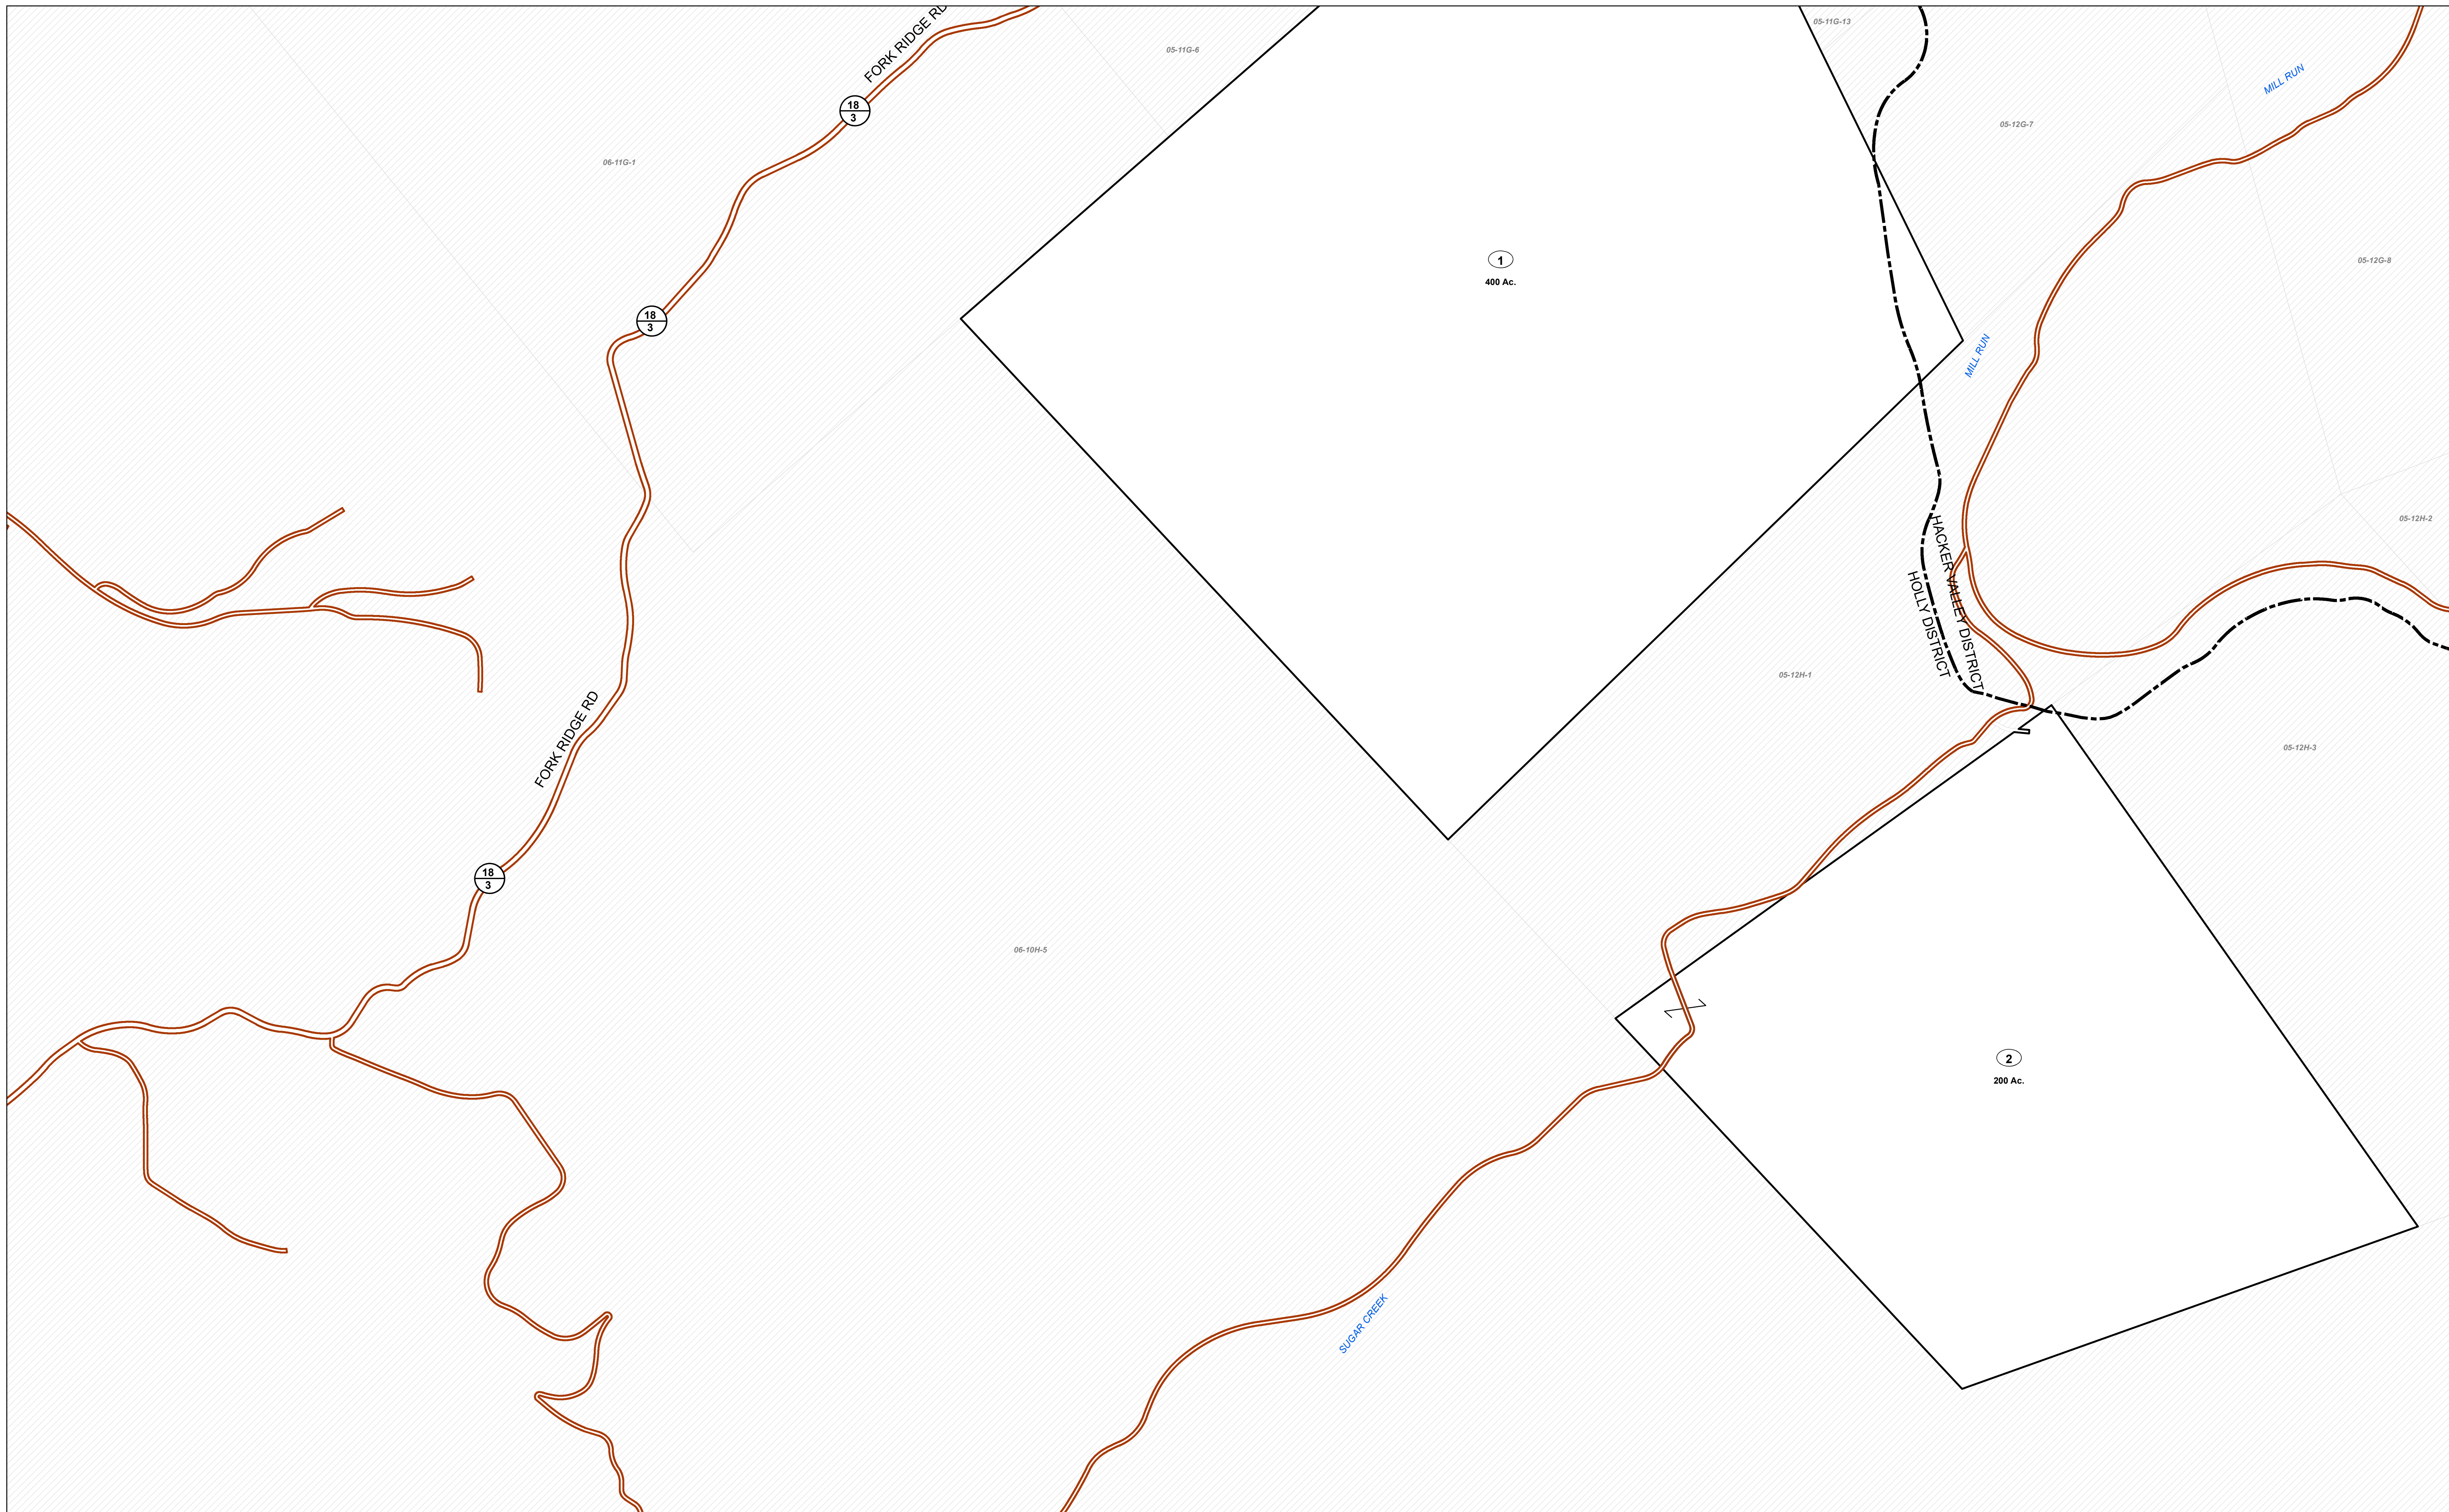 FORK RIDGE RD
05-11G-13
05-11G-6
MILL RUN
18
3
05-12G-7
06-11G-1
1
400 Ac.
05-12G-8
18
3
MILL RUN
05-12H-2
HACKER VALLEY DISTRICT
HOLLY DISTRICT
05-12H-1
FORK RIDGE RD
05-12H-3
18
3
06-10H-5
2
200 Ac.
SUGAR CREEK